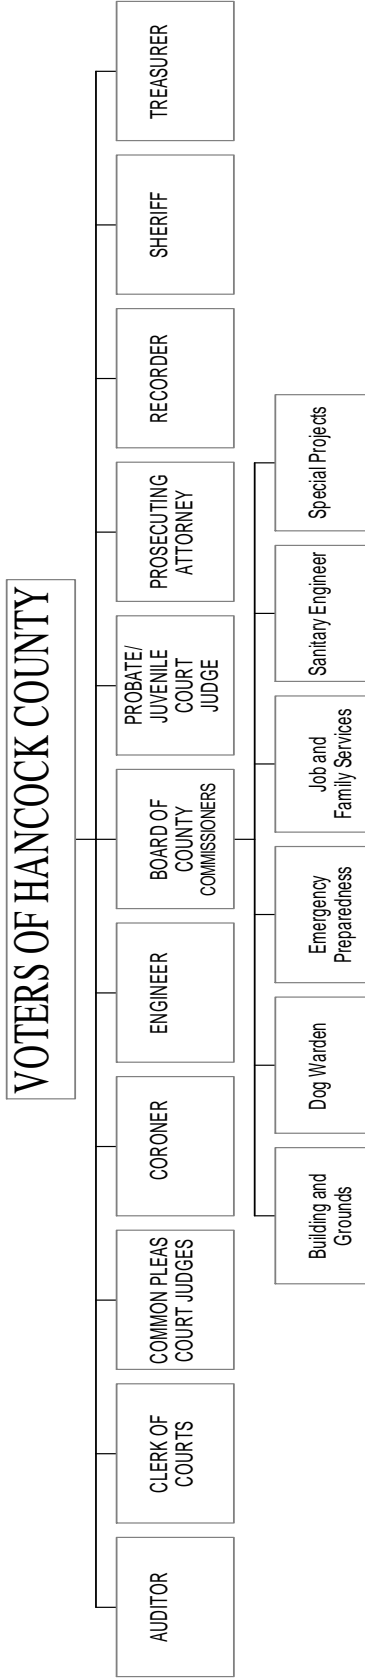 VOTERS OF HANCOCK COUNTY
AUDITOR
CLERK OF
COURTS
COMMON PLEAS
COURT JUDGES
CORONER
ENGINEER
BOARD OF
COUNTY
COMMISSIONERS
PROBATE/
JUVENILE
COURT
JUDGE
PROSECUTING
ATTORNEY
RECORDER
SHERIFF
TREASURER
Building and
Grounds
Dog Warden
Emergency
Preparedness
Job and
Family Services
Sanitary Engineer
Special Projects